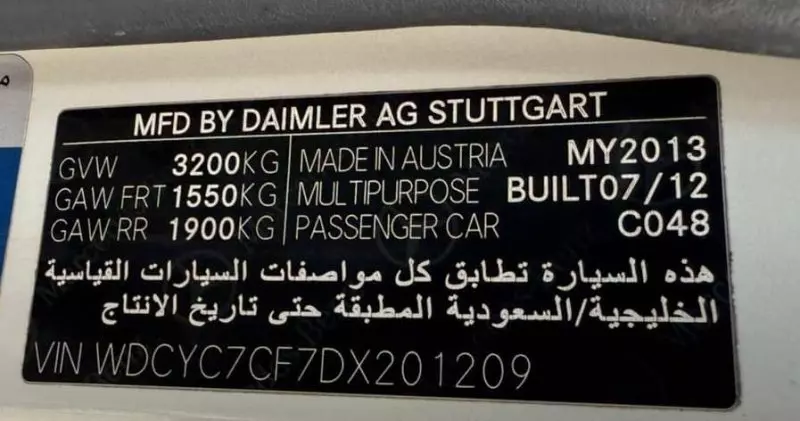 MFD BY DAIMLER AG STUTTGART
GVW 3200KG MADE IN AUSTRIA MY2013
GAW FRT 1550KG MULTIPURPOSE BUILT07/12
GAW RR 1900KG PASSENGER CAR C048
هذه السيارة تطابق كل مواصفات السيارات القياسية
الخليجية/السعودية المطبقة حتى تاريخ الانتاج
VIN WDCYC7CF7DX201209